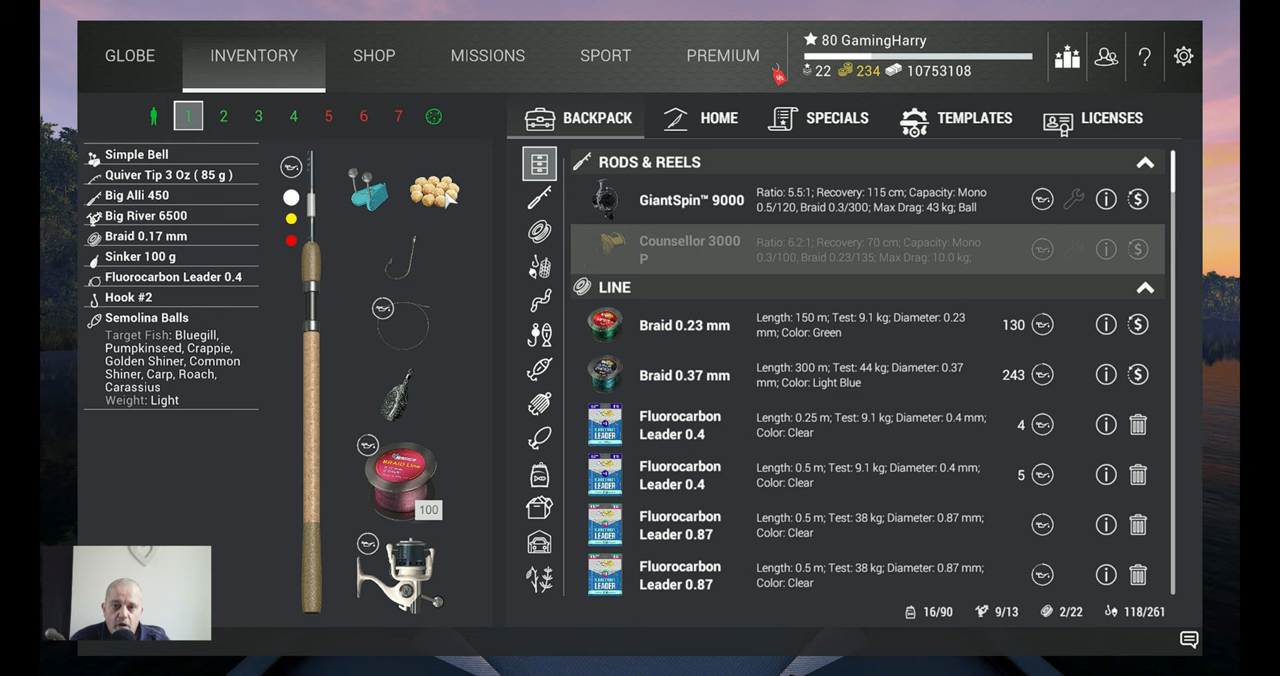 GLOBE
INVENTORY
SHOP
MISSIONS
SPORT
PREMIUM
80 GamingHarry
22 234 10753108
1 2 3 4 5 6 7
BACKPACK
HOME
SPECIALS
TEMPLATES
LICENSES
Simple Bell
Quiver Tip 3 Oz ( 85 g )
Big Alli 450
Big River 6500
Braid 0.17 mm
Sinker 100 g
Fluorocarbon Leader 0.4
Hook #2
Semolina Balls
Target Fish: Bluegill,
Pumpkinseed, Crappie,
Golden Shiner, Common
Shiner, Carp, Roach,
Carassius
Weight: Light
100
RODS & REELS
GiantSpin™ 9000
Ratio: 5.5:1; Recovery: 115 cm; Capacity: Mono
0.5/120, Braid 0.3/300; Max Drag: 43 kg; Ball
Counsellor 3000
P
Ratio: 6.2:1; Recovery: 70 cm; Capacity: Mono
0.3/100, Braid 0.23/135; Max Drag: 10.0 kg;
LINE
Braid 0.23 mm
Length: 150 m; Test: 9.1 kg; Diameter: 0.23
mm; Color: Green
130
Braid 0.37 mm
Length: 300 m; Test: 44 kg; Diameter: 0.37
mm; Color: Light Blue
243
Fluorocarbon
Leader 0.4
Length: 0.25 m; Test: 9.1 kg; Diameter: 0.4 mm;
Color: Clear
4
Fluorocarbon
Leader 0.4
Length: 0.5 m; Test: 9.1 kg; Diameter: 0.4 mm;
Color: Clear
5
Fluorocarbon
Leader 0.87
Length: 0.5 m; Test: 38 kg; Diameter: 0.87 mm;
Color: Clear
Fluorocarbon
Leader 0.87
Length: 0.5 m; Test: 38 kg; Diameter: 0.87 mm;
Color: Clear
16/90 9/13 2/22 118/261